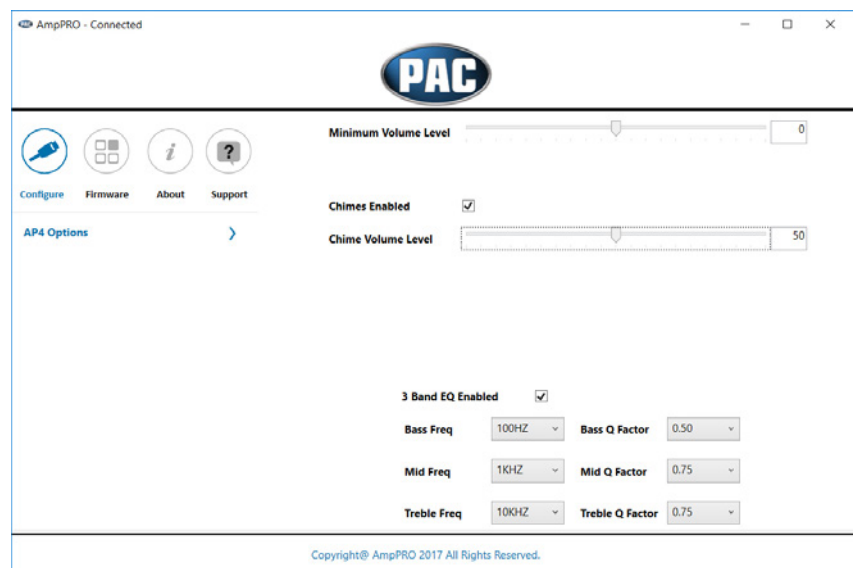 AmpPRO - Connected
PAC
Minimum Volume Level 0
Configure Firmware About Support
Chimes Enabled
AP4 Options
Chime Volume Level 50
3 Band EQ Enabled
Bass Freq 100HZ Bass Q Factor 0.50
Mid Freq 1KHZ Mid Q Factor 0.75
Treble Freq 10KHZ Treble Q Factor 0.75
Copyright@ AmpPRO 2017 All Rights Reserved.